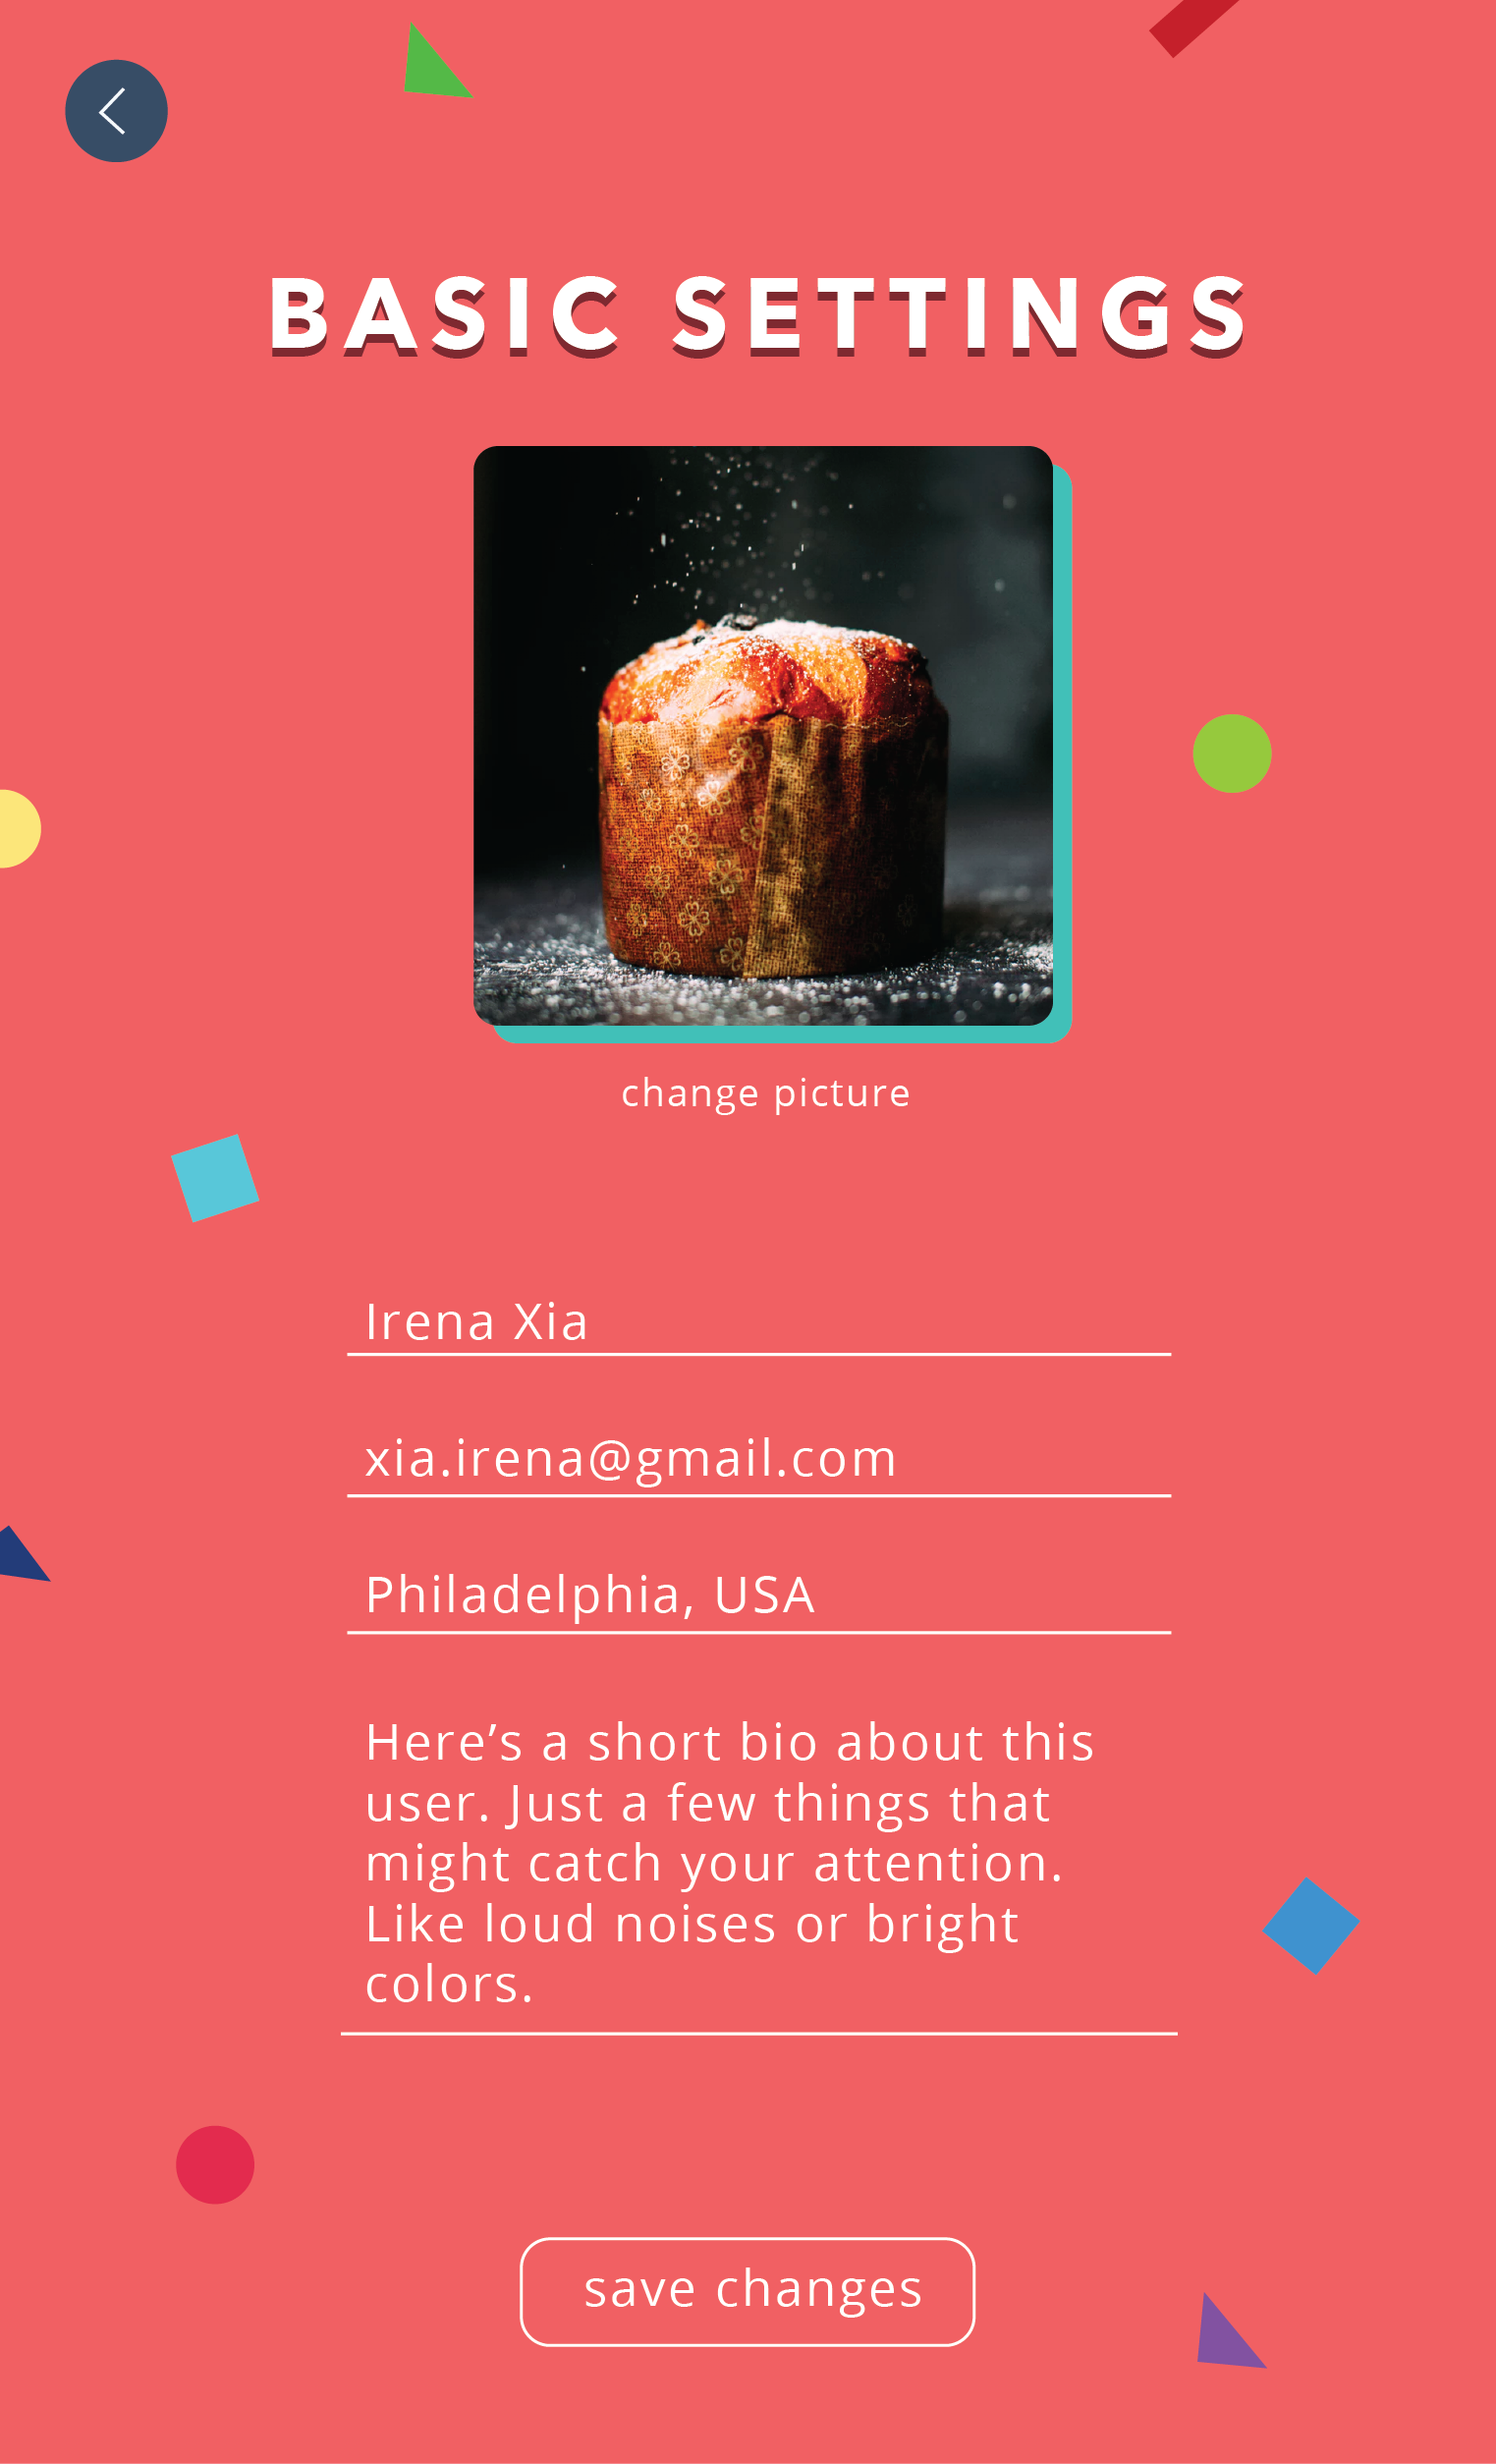 BASIC SETTINGS
change picture
Irena Xia
xia.irena@gmail.com
Philadelphia, USA
Here’s a short bio about this
user. Just a few things that
might catch your attention.
Like loud noises or bright
colors.
save changes